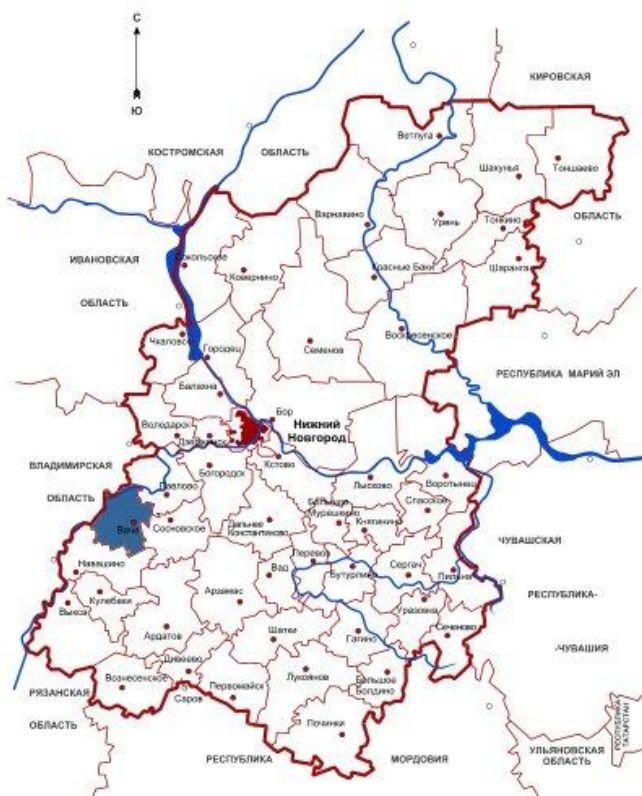 С
Ю
КИРОВСКАЯ
Ветлуга
КОСТРОМСКАЯ
ОБЛАСТЬ
Шахунья
Тоншаево
Варнавино
Урень
Тонкино
ОБЛАСТЬ
ИВАНОВСКАЯ
Сокольское
Ковернино
Красные Баки
Шаранга
ОБЛАСТЬ
Чкаловск
Воскресенское
Семенов
Городец
РЕСПУБЛИКА МАРИЙ ЭЛ
Балахна
Бор
Володарск
Нижний
Новгород
Дзержинск
Кстово
ВЛАДИМИРСКАЯ
Богородск
Лысково
Воротынец
ОБЛАСТЬ
Павлово
Большое
Мурашкино
Спасское
Вача
Сосновское
Дальнее
Константиново
Княгинино
ЧУВАШСКАЯ
Перевоз
Навашино
Вад
Бутурлино
Сергач
Пильна
Кулебаки
РЕСПУБЛИКА-
Выкса
Арзамас
Уразовка
Ардатов
Шатки
Гагино
Сеченово
-ЧУВАШИЯ
Дивеево
РЯЗАНСКАЯ
Вознесенское
Лукоянов
Большое
Болдино
Саров
Первомайск
ОБЛАСТЬ
Починки
РЕСПУБЛИКА
ТАТАРСТАН
РЕСПУБЛИКА
МОРДОВИЯ
УЛЬЯНОВСКАЯ
ОБЛАСТЬ